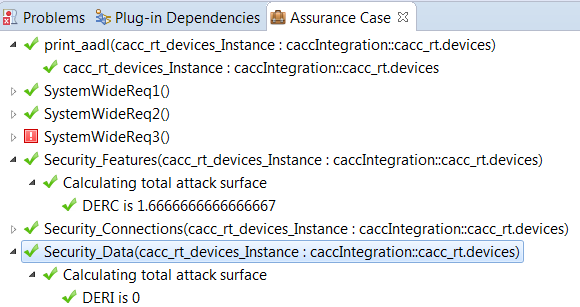 Problems Plug-in Dependencies Assurance Case
print_aadl(cacc_rt_devices_Instance : caccIntegration::cacc_rt.devices)
cacc_rt_devices_Instance : caccIntegration::cacc_rt.devices
SystemWideReq1()
SystemWideReq2()
SystemWideReq3()
Security_Features(cacc_rt_devices_Instance : caccIntegration::cacc_rt.devices)
Calculating total attack surface
DERC is 1.6666666666666667
Security_Connections(cacc_rt_devices_Instance : caccIntegration::cacc_rt.devices)
Security_Data(cacc_rt_devices_Instance : caccIntegration::cacc_rt.devices)
Calculating total attack surface
DERI is 0